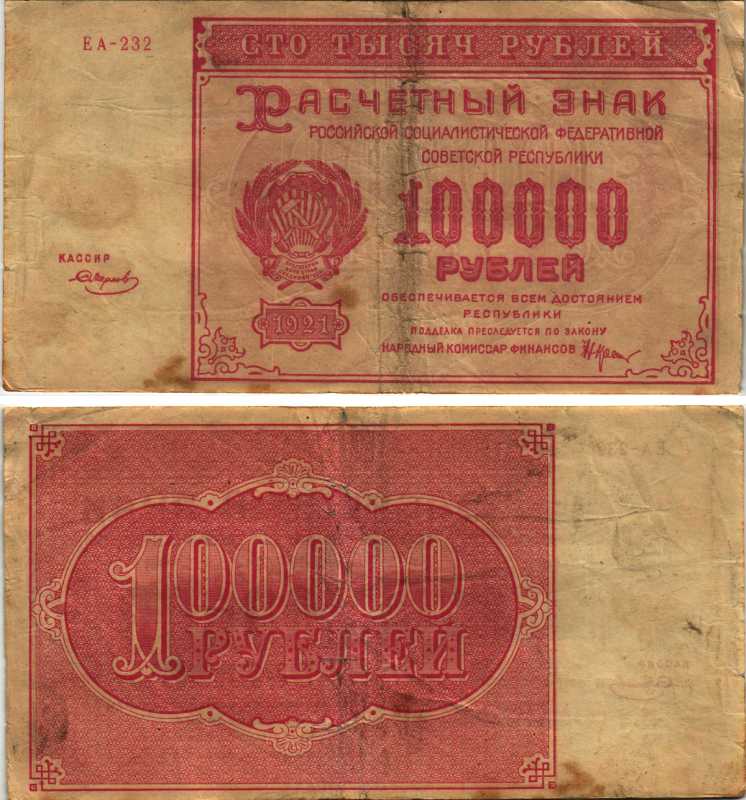 ЕА-232
СТО ТЫСЯЧ РУБЛЕЙ
РАСЧЕТНЫЙ ЗНАК
РОССИЙСКОЙ СОЦИАЛИСТИЧЕСКОЙ ФЕДЕРАТИВНОЙ
СОВЕТСКОЙ РЕСПУБЛИКИ
100000
РУБЛЕЙ
КАССИР
1921
ОБЕСПЕЧИВАЕТСЯ ВСЕМ ДОСТОЯНИЕМ
РЕСПУБЛИКИ
ПОДДЕЛКА ПРЕСЛЕДУЕТСЯ ПО ЗАКОНУ
НАРОДНЫЙ КОМИССАР ФИНАНСОВ
100000
РУБЛЕЙ